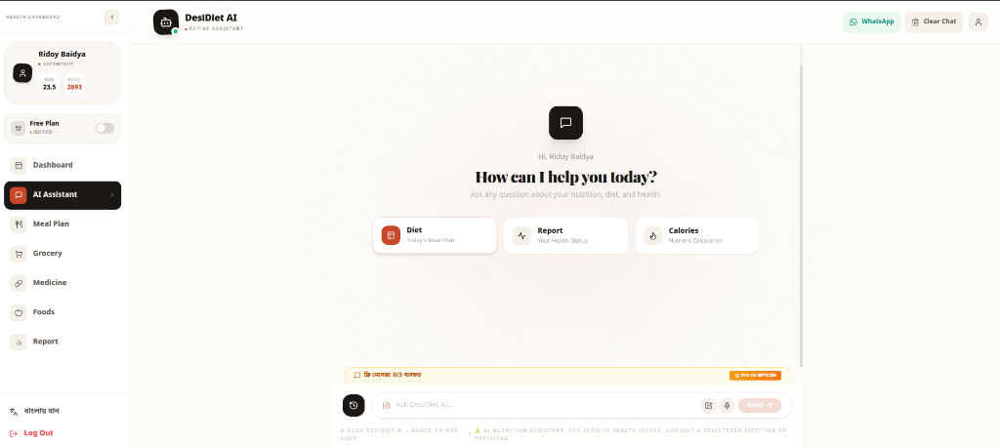 HEALTH DASHBOARD
Ridoy Baidya
OVERWEIGHT
BMI
23.5
KCAL
2693
Free Plan
LIMITED
Dashboard
AI Assistant
Meal Plan
Grocery
Medicine
Foods
Report
বাংলায় যান
Log Out
DesiDiet AI
ACTIVE ASSISTANT
WhatsApp
Clear Chat
Hi, Ridoy Baidya
How can I help you today?
Ask any question about your nutrition, diet, and health.
Diet
Today's Meal Plan
Report
Your Health Status
Calories
Nutrient Calculation
ফ্রি মেসেজ: 0/3 ব্যবহৃত
Pro তে আপগ্রেড
Ask DesiDiet AI...
Send
© 2026 DESIDIET AI • BASED ON NDG 2025
• ⚠️ AI NUTRITION ASSISTANT. FOR SERIOUS HEALTH ISSUES, CONSULT A REGISTERED DIETITIAN OR PHYSICIAN.